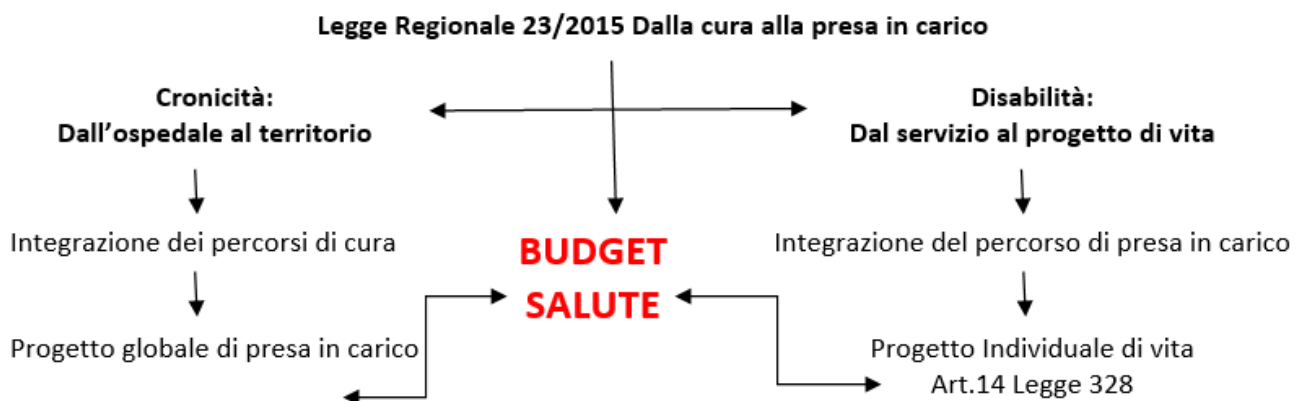 Legge Regionale 23/2015 Dalla cura alla presa in carico
Cronicità:
Dall'ospedale al territorio
Disabilità:
Dal servizio al progetto di vita
Integrazione dei percorsi di cura
BUDGET
SALUTE
Integrazione del percorso di presa in carico
Progetto globale di presa in carico
Progetto Individuale di vita
Art.14 Legge 328